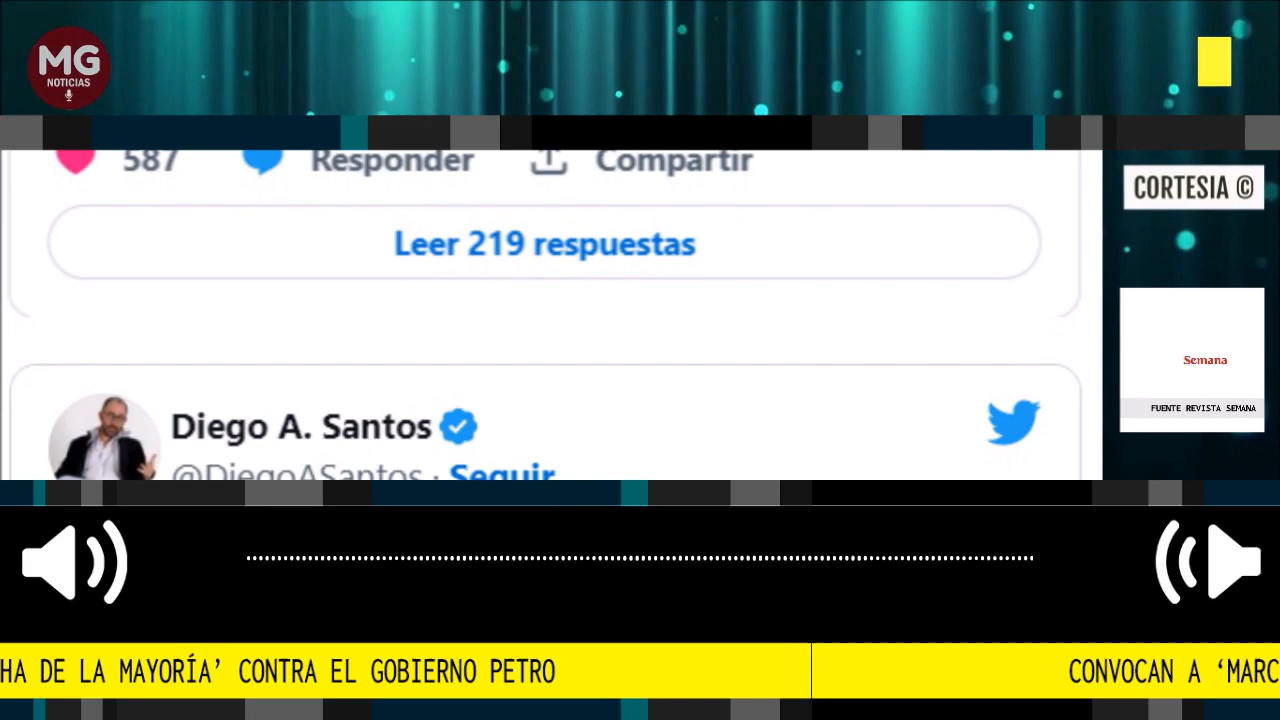 MG
NOTICIAS
587 Responder Compartir
CORTESIA ©
Leer 219 respuestas
Semana
FUENTE REVISTA SEMANA
Diego A. Santos
@DiegoASantos · Seguir
HA DE LA MAYORÍA’ CONTRA EL GOBIERNO PETRO
CONVOCAN A ‘MARC